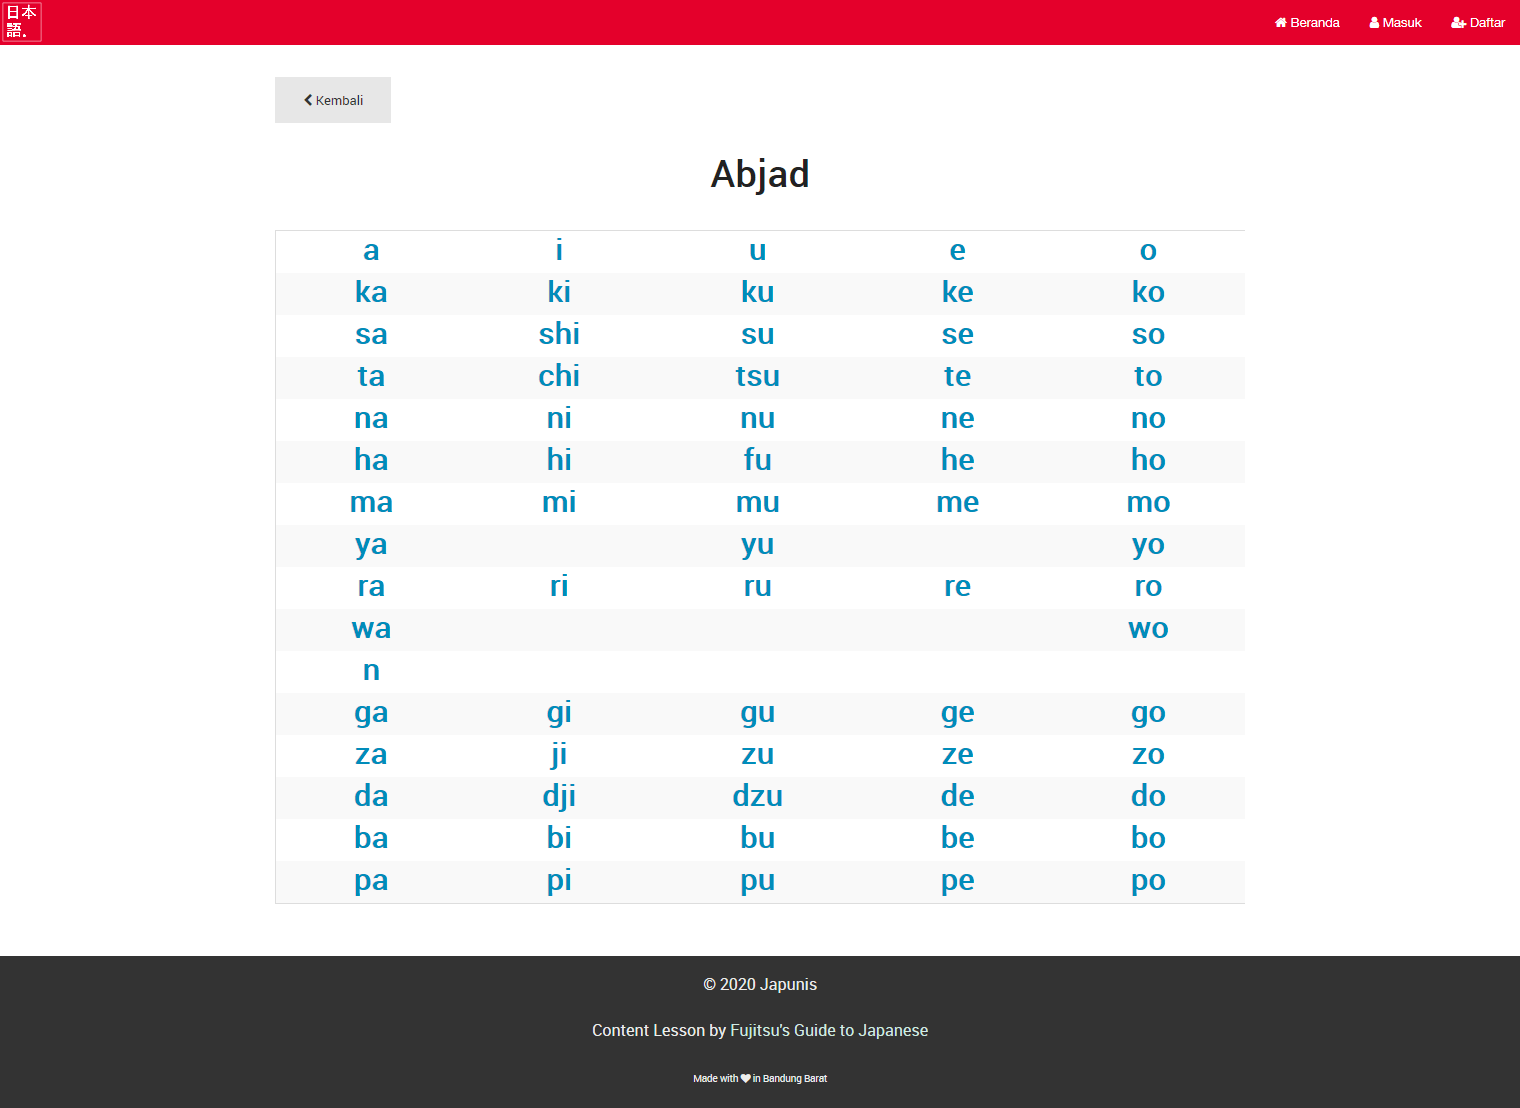 日本
語.
Beranda Masuk Daftar
Kembali
Abjad
a i u e o
ka ki ku ke ko
sa shi su se so
ta chi tsu te to
na ni nu ne no
ha hi fu he ho
ma mi mu me mo
ya yu yo
ra ri ru re ro
wa wo
n
ga gi gu ge go
za ji zu ze zo
da dji dzu de do
ba bi bu be bo
pa pi pu pe po
© 2020 Japunis
Content Lesson by Fujitsu's Guide to Japanese
Made with in Bandung Barat